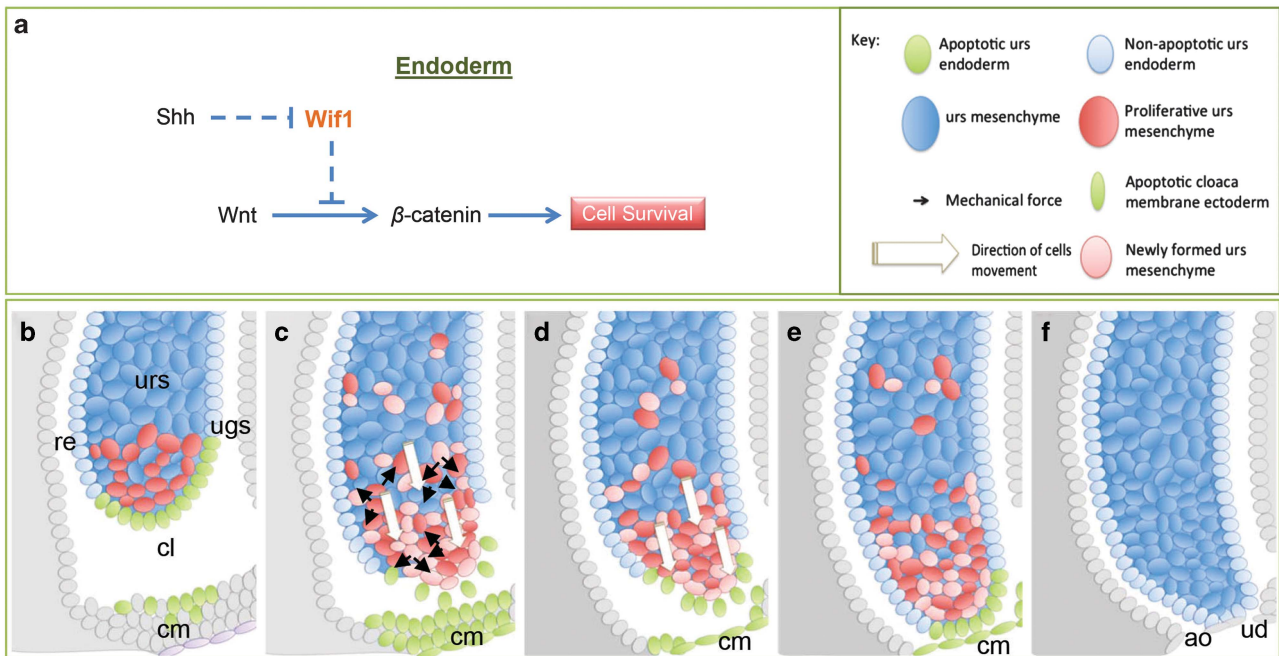 a
Endoderm
Shh
Wif1
Wnt
β-catenin
Cell Survival
Key:
Apoptotic urs
endoderm
Non-apoptotic urs
endoderm
urs mesenchyme
Proliferative urs
mesenchyme
Mechanical force
Apoptotic cloaca
membrane ectoderm
Direction of cells
movement
Newly formed urs
mesenchyme
b
urs
re
ugs
cl
cm
c
cm
d
cm
e
cm
f
ao
ud